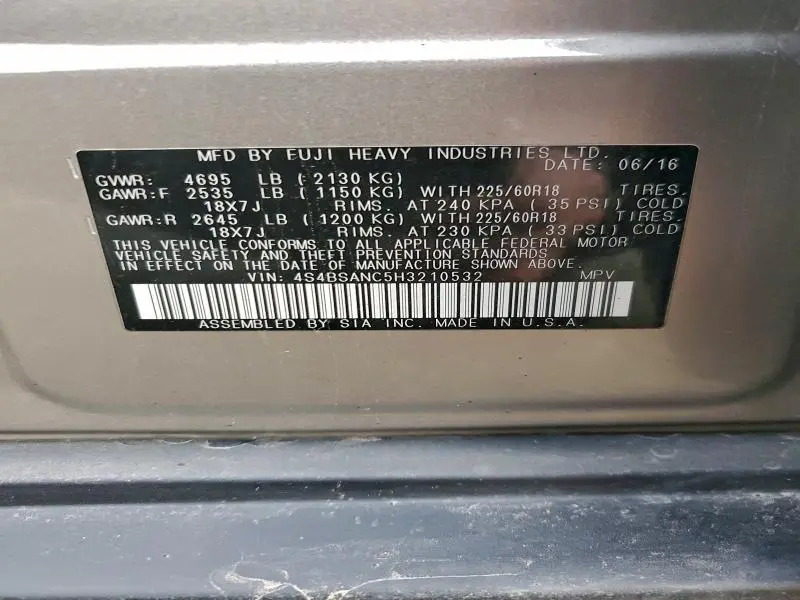 MFD BY FUJI HEAVY INDUSTRIES LTD.
DATE: 06/16
GVWR: 4695 LB ( 2130 KG)
GAWR:F 2535 LB ( 1150 KG) WITH 225/60R18 TIRES.
18X7J RIMS. AT 240 KPA ( 35 PSI) COLD
GAWR:R 2645 LB ( 1200 KG) WITH 225/60R18 TIRES.
18X7J RIMS. AT 230 KPA ( 33 PSI) COLD
THIS VEHICLE CONFORMS TO ALL APPLICABLE FEDERAL MOTOR
VEHICLE SAFETY AND THEFT PREVENTION STANDARDS
IN EFFECT ON THE DATE OF MANUFACTURE SHOWN ABOVE.
VIN: 4S4BSANC5H3210532 MPV
ASSEMBLED BY SIA INC. MADE IN U.S.A.